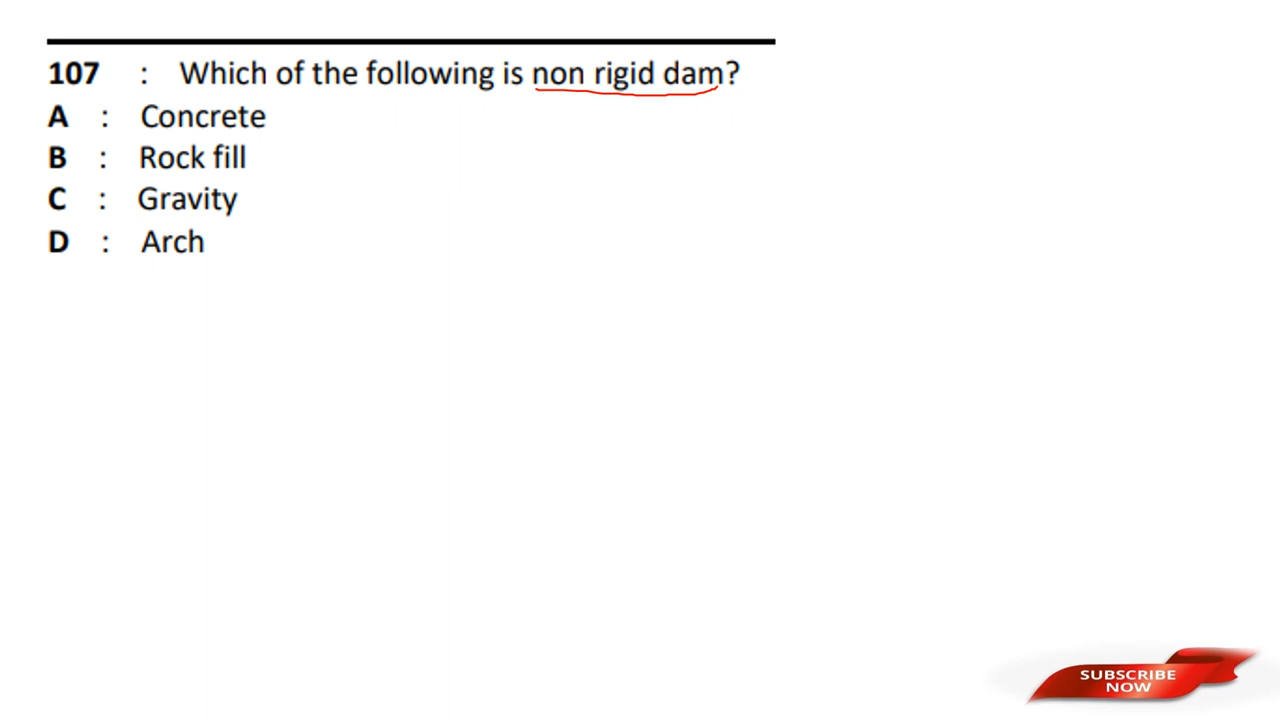 107 : Which of the following is non rigid dam?
A : Concrete
B : Rock fill
C : Gravity
D : Arch
SUBSCRIBE
NOW